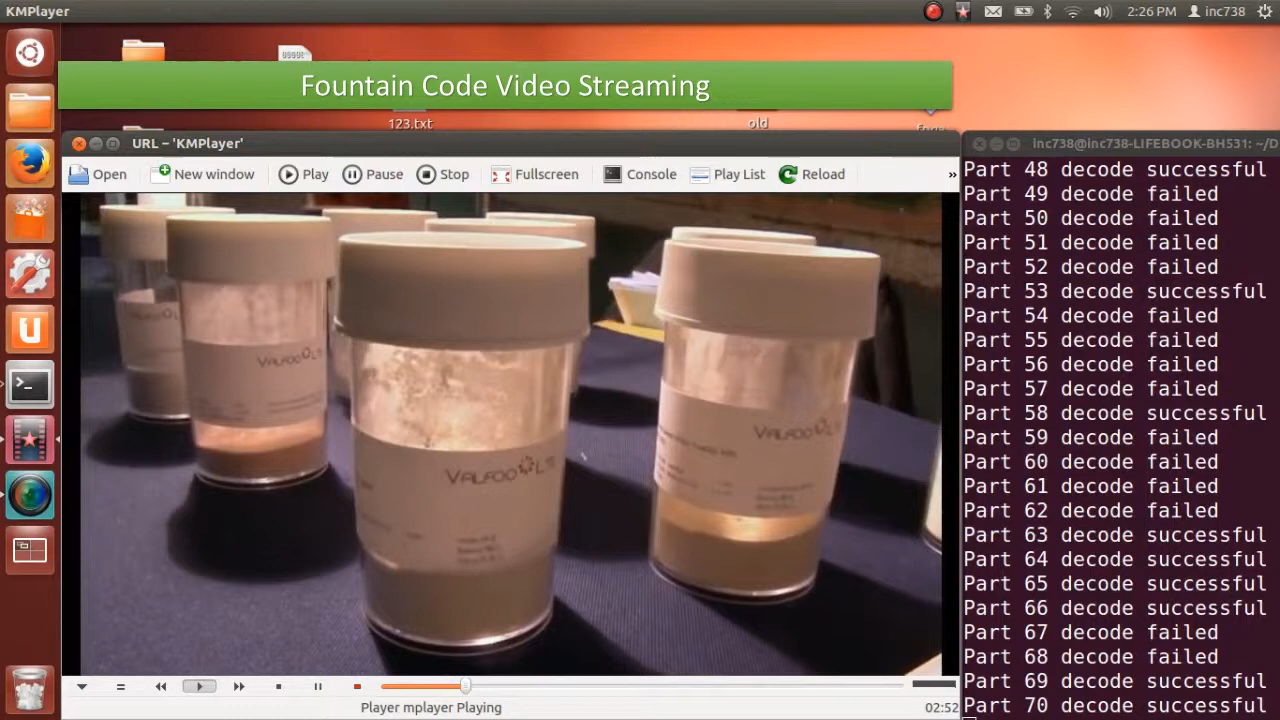 KMPlayer
2:26 PM
inc738
Fountain Code Video Streaming
123.txt
old
URL – 'KMPlayer'
Open
New window
Play
Pause
Stop
Fullscreen
Console
Play List
Reload
»
inc738@inc738-LIFEBOOK-BH531: ~/D
Part 48 decode successful
Part 49 decode failed
Part 50 decode failed
Part 51 decode failed
Part 52 decode failed
Part 53 decode successful
Part 54 decode failed
Part 55 decode failed
Part 56 decode failed
Part 57 decode failed
Part 58 decode successful
Part 59 decode failed
Part 60 decode failed
Part 61 decode failed
Part 62 decode failed
Part 63 decode successful
Part 64 decode successful
Part 65 decode successful
Part 66 decode successful
Part 67 decode failed
Part 68 decode failed
Part 69 decode successful
Part 70 decode successful
Player mplayer Playing
02:52